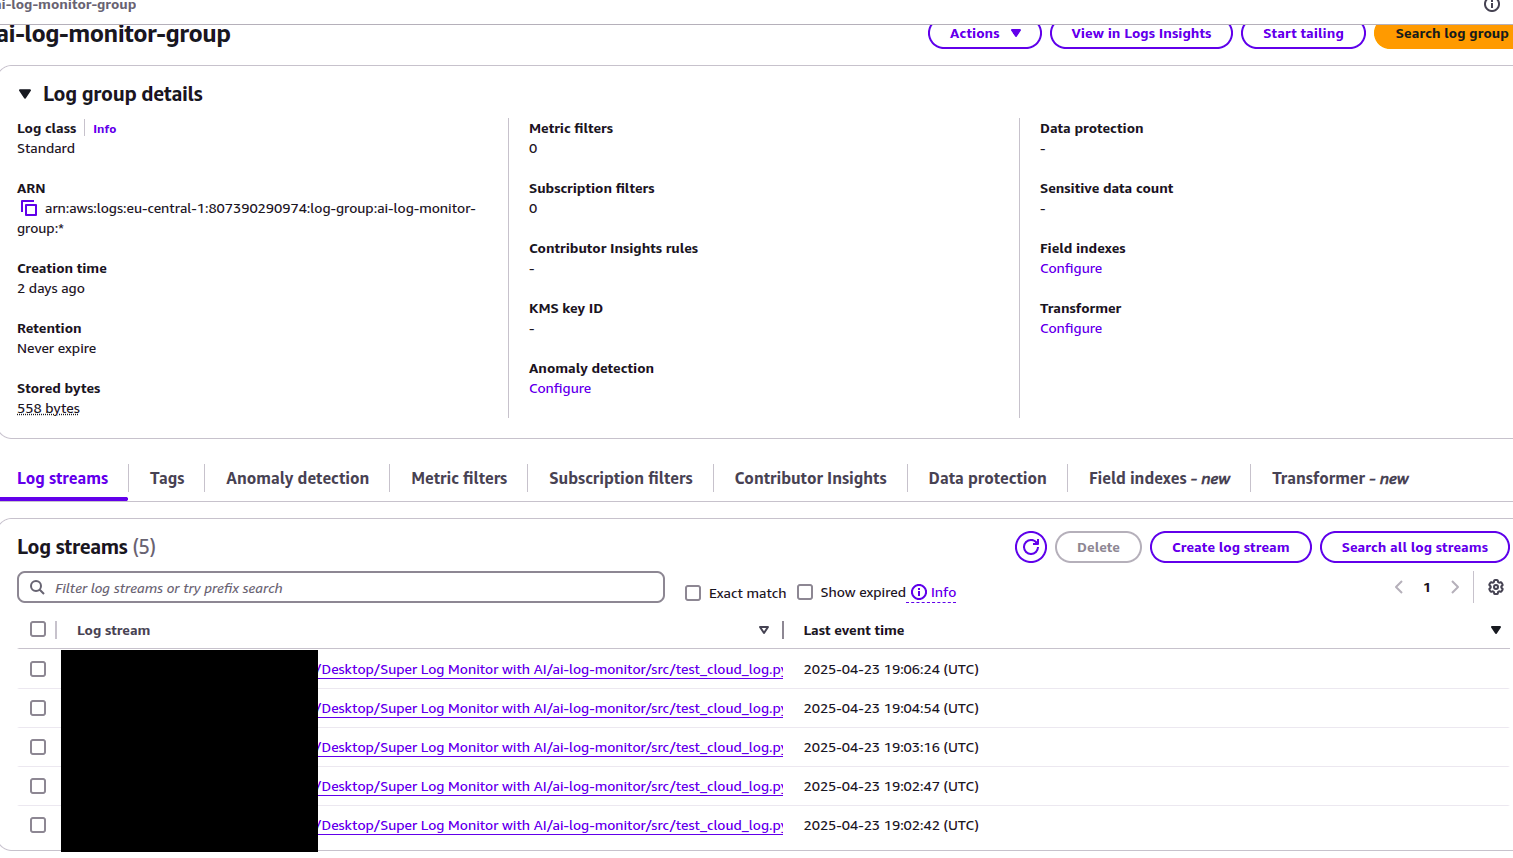 ai-log-monitor-group
ai-log-monitor-group
Actions
View in Logs Insights
Start tailing
Search log group
Log group details
Log class
Info
Standard
ARN
arn:aws:logs:eu-central-1:807390290974:log-group:ai-log-monitor-
group:*
Creation time
2 days ago
Retention
Never expire
Stored bytes
558 bytes
Metric filters
0
Subscription filters
0
Contributor Insights rules
-
KMS key ID
-
Anomaly detection
Configure
Data protection
-
Sensitive data count
-
Field indexes
Configure
Transformer
Configure
Log streams
Tags
Anomaly detection
Metric filters
Subscription filters
Contributor Insights
Data protection
Field indexes - new
Transformer - new
Log streams (5)
Delete
Create log stream
Search all log streams
Filter log streams or try prefix search
Exact match
Show expired
Info
1
Log stream
Last event time
/Desktop/Super Log Monitor with AI/ai-log-monitor/src/test_cloud_log.py 2025-04-23 19:06:24 (UTC)
/Desktop/Super Log Monitor with AI/ai-log-monitor/src/test_cloud_log.py 2025-04-23 19:04:54 (UTC)
/Desktop/Super Log Monitor with AI/ai-log-monitor/src/test_cloud_log.py 2025-04-23 19:03:16 (UTC)
/Desktop/Super Log Monitor with AI/ai-log-monitor/src/test_cloud_log.py 2025-04-23 19:02:47 (UTC)
/Desktop/Super Log Monitor with AI/ai-log-monitor/src/test_cloud_log.py 2025-04-23 19:02:42 (UTC)